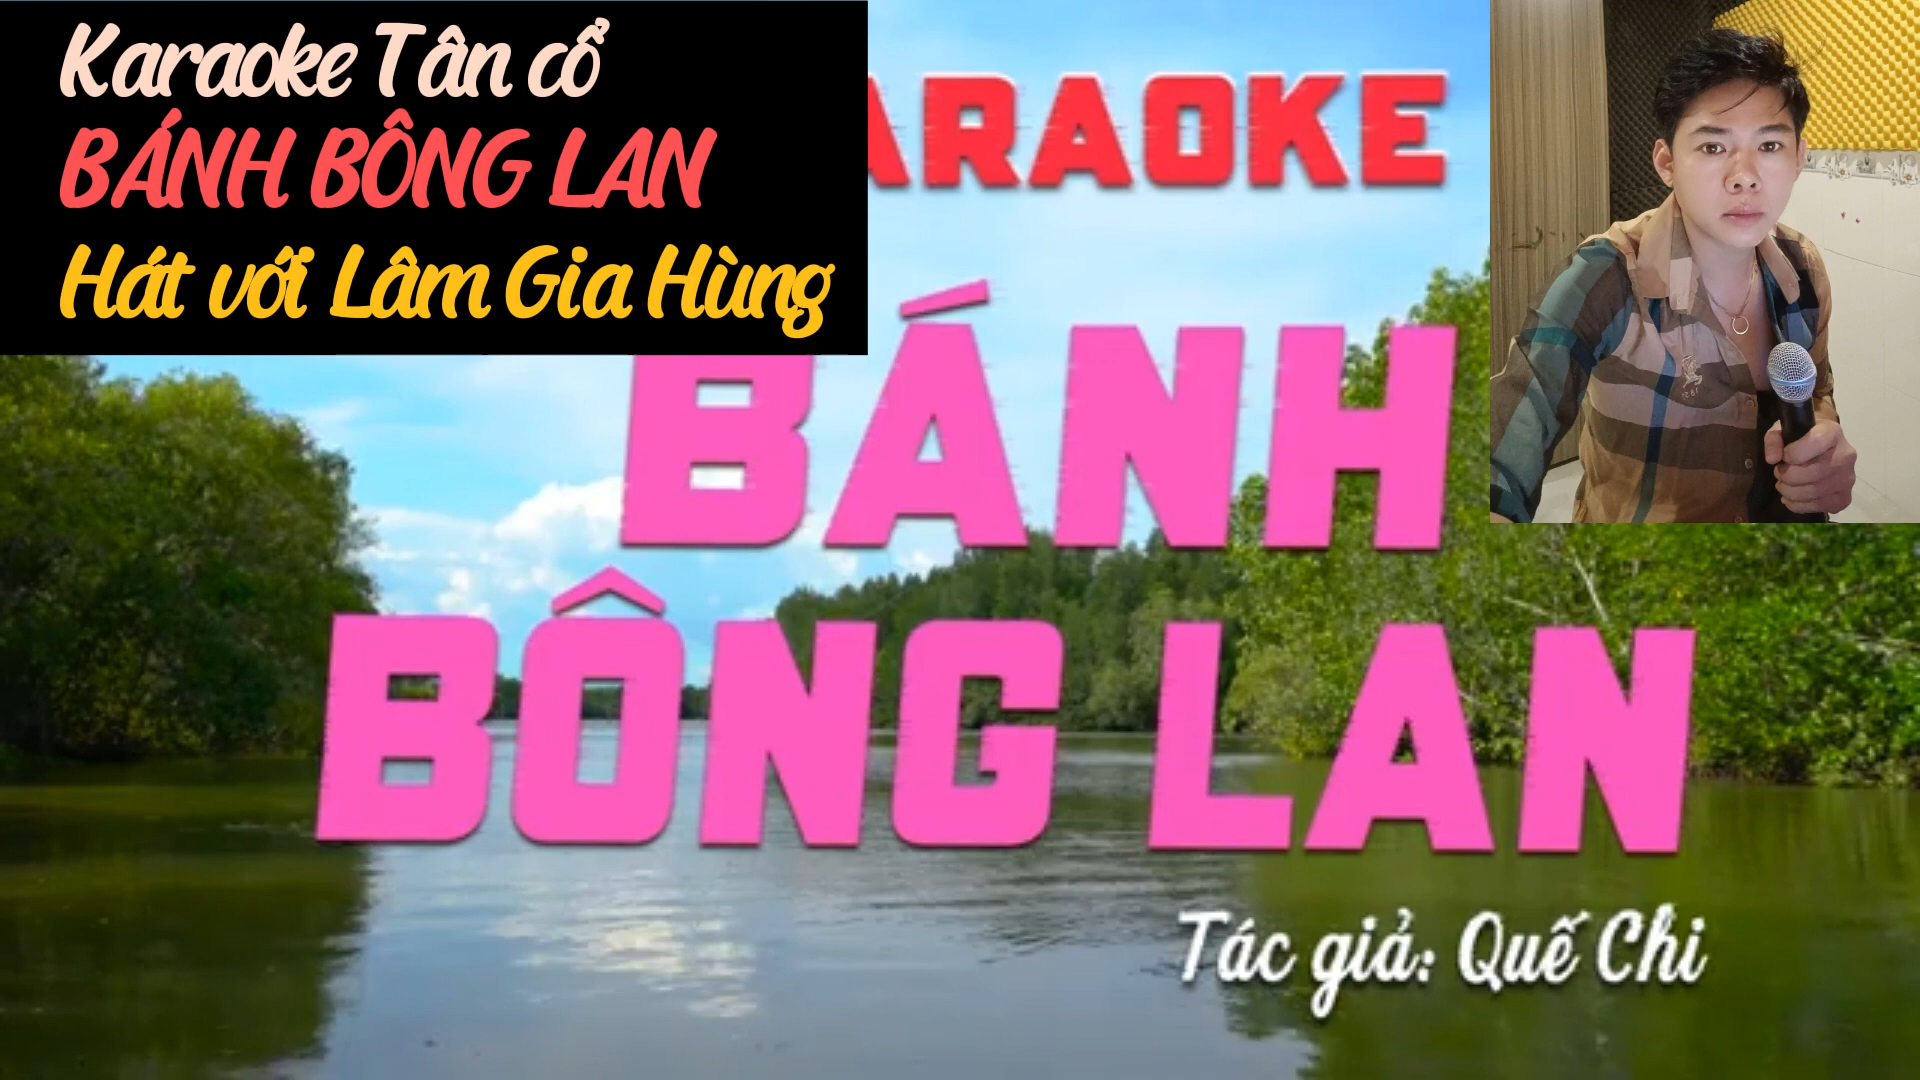 Karaoke Tân cổ
BÁNH BÔNG LAN
Hát với Lâm Gia Hùng
ARAOKE
BÁNH
BÔNG LAN
Tác giả: Quế Chi